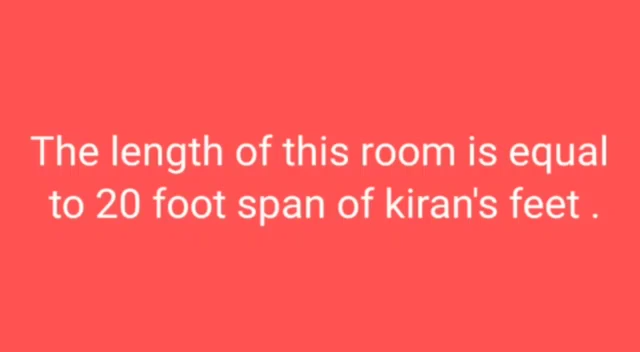 The length of this room is equal
to 20 foot span of kiran's feet .